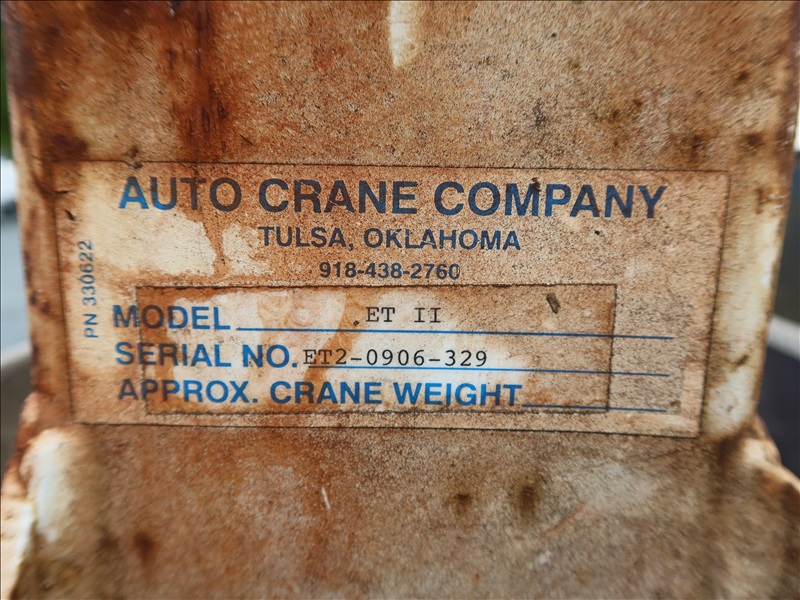 AUTO CRANE COMPANY
TULSA, OKLAHOMA
918-438-2760
PN 330622
MODEL ET II
SERIAL NO. ET2-0906-329
APPROX. CRANE WEIGHT